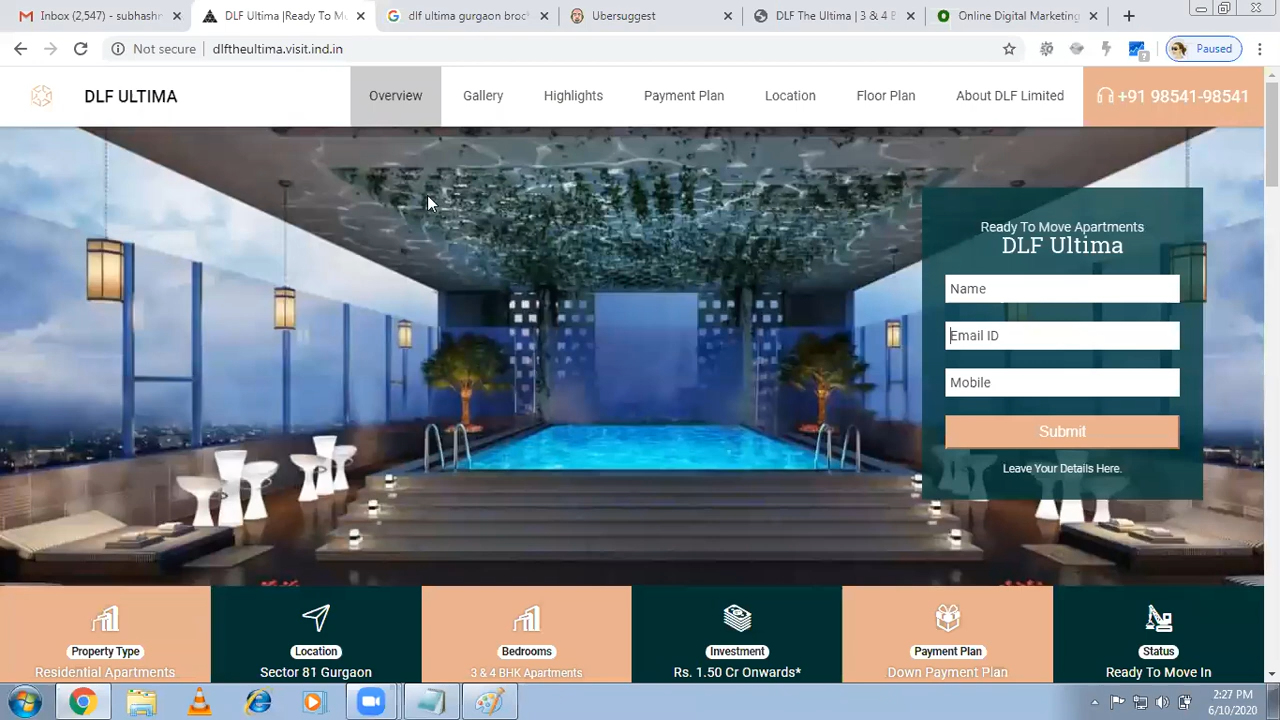 Inbox (2,547) - subhashn
DLF Ultima |Ready To M
dlf ultima gurgaon broc
Ubersuggest
DLF The Ultima | 3 & 4 B
Online Digital Marketing
Not secure
dlftheultima.visit.ind.in
Paused
DLF ULTIMA
Overview
Gallery
Highlights
Payment Plan
Location
Floor Plan
About DLF Limited
+91 98541-98541
Ready To Move Apartments
DLF Ultima
Name
Email ID
Mobile
Submit
Leave Your Details Here.
Property Type
Residential Apartments
Location
Sector 81 Gurgaon
Bedrooms
3 & 4 BHK Apartments
Investment
Rs. 1.50 Cr Onwards*
Payment Plan
Down Payment Plan
Status
Ready To Move In
2:27 PM
6/10/2020